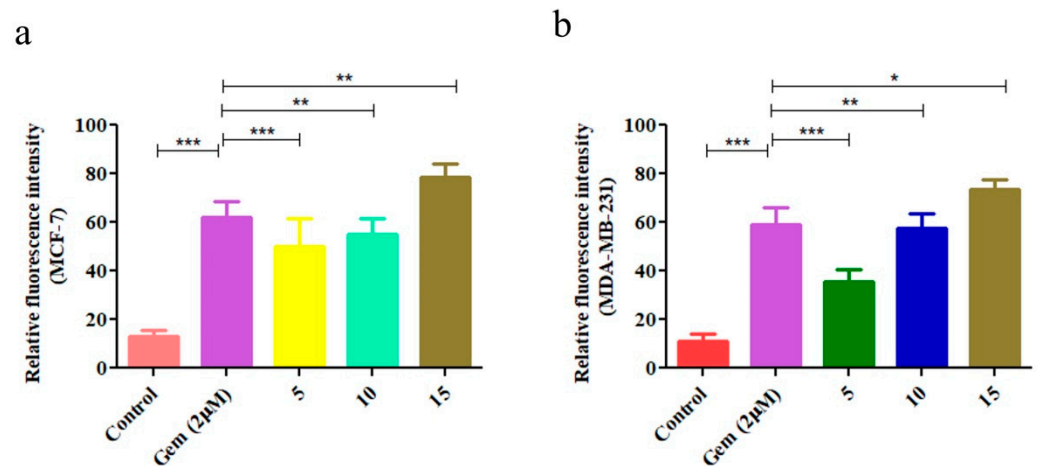 a
**
**
***
***
100
80
60
40
20
0
Relative fluorescence intensity
(MCF-7)
Control
Gem (2µM)
5
10
15
b
*
**
***
***
100
80
60
40
20
0
Relative fluorescence intensity
(MDA-MB-231)
Control
Gem (2µM)
5
10
15